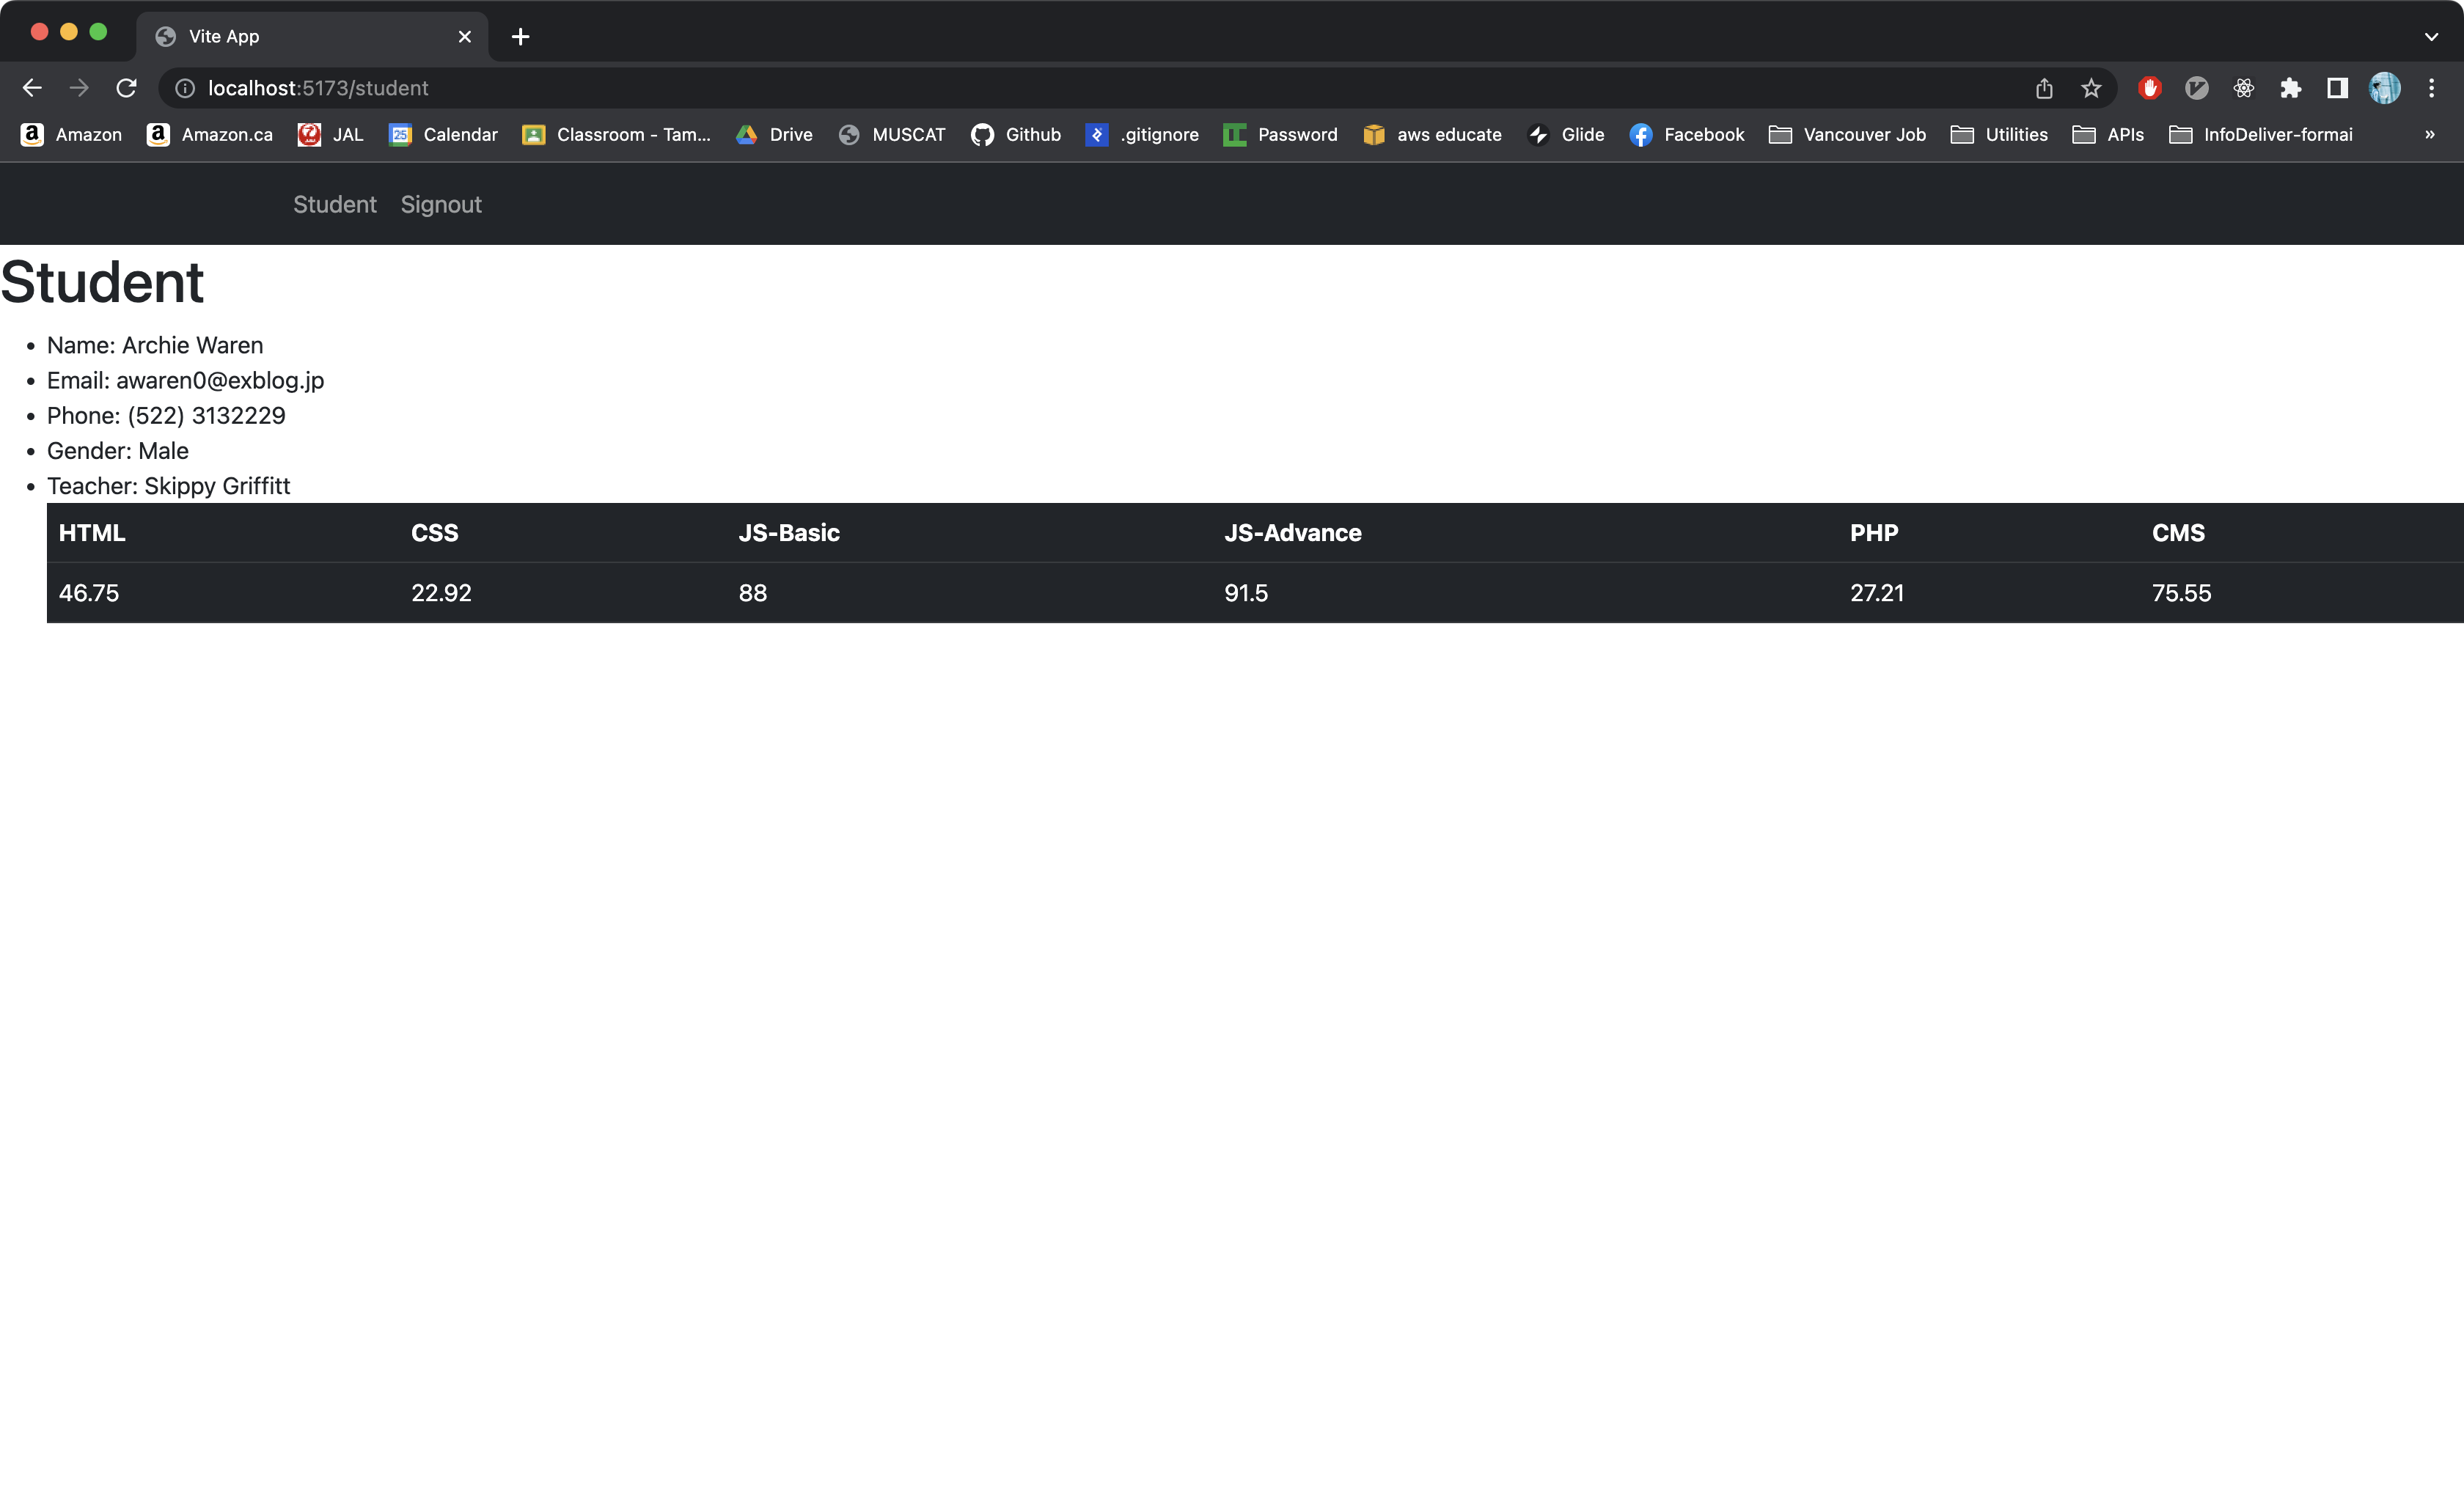 Vite App
localhost:5173/student
Amazon Amazon.ca JAL 25 Calendar Classroom - Tam... Drive MUSCAT Github .gitignore Password aws educate Glide Facebook Vancouver Job Utilities APIs InfoDeliver-formai »
Student Signout
Student
• Name: Archie Waren
• Email: awaren0@exblog.jp
• Phone: (522) 3132229
• Gender: Male
• Teacher: Skippy Griffitt
HTML CSS JS-Basic JS-Advance PHP CMS
46.75 22.92 88 91.5 27.21 75.55